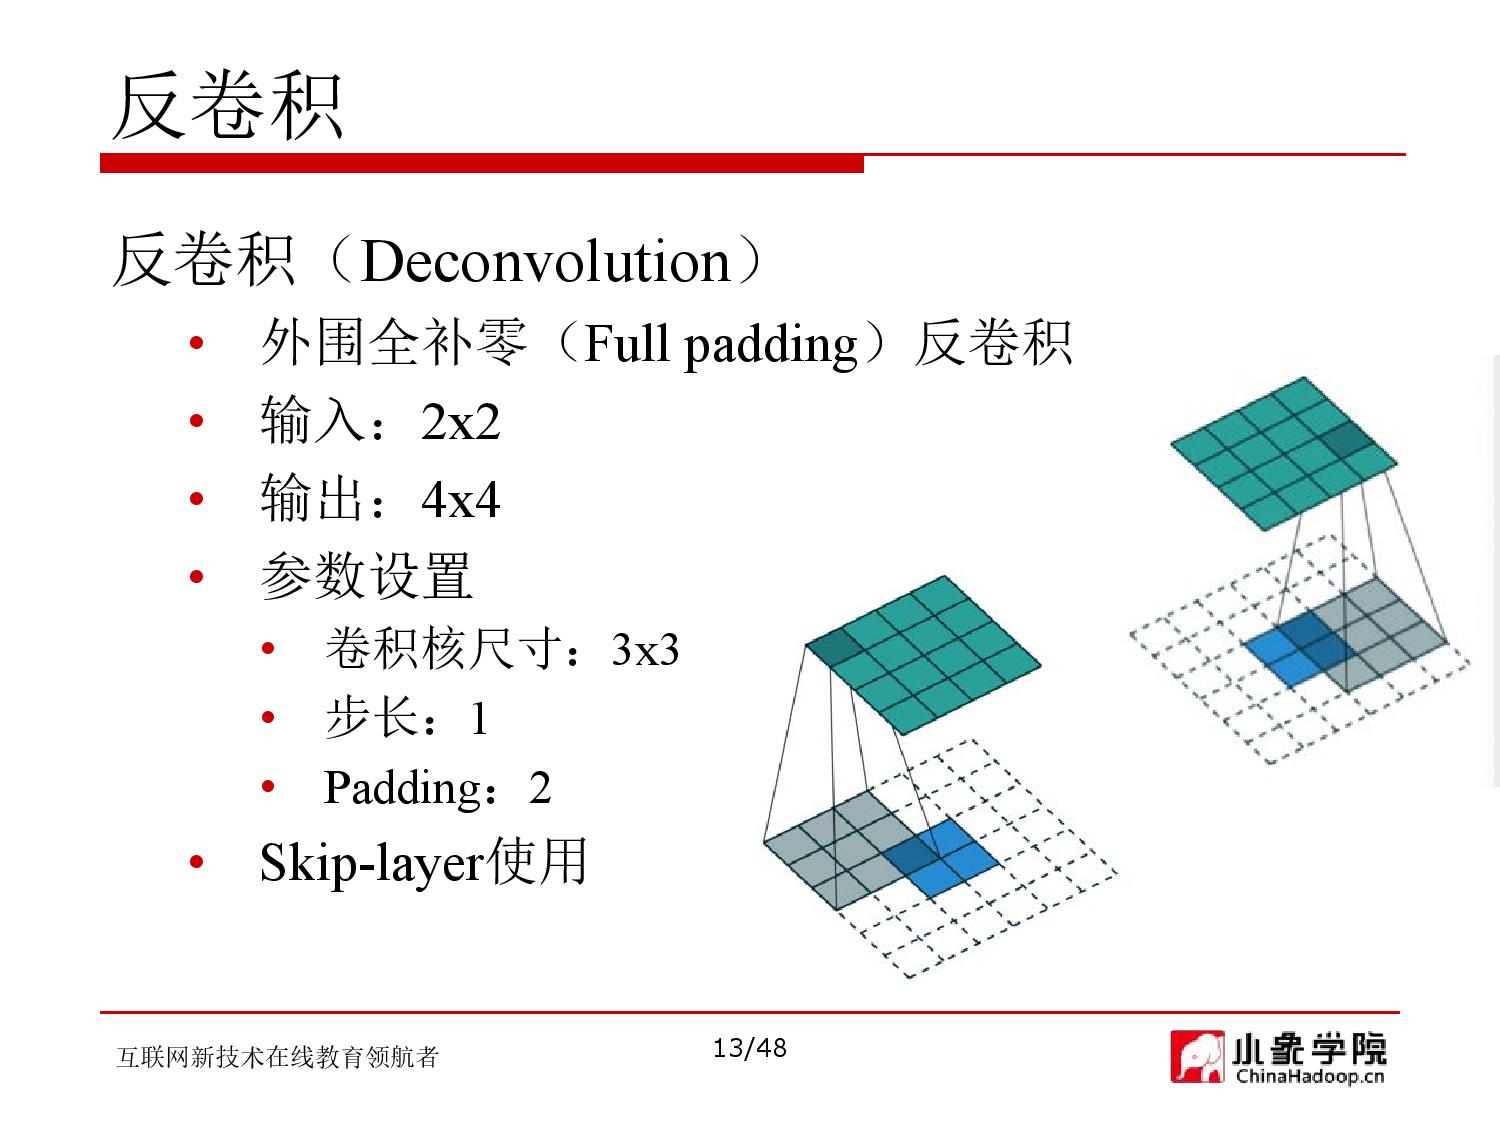 反卷积
反卷积（Deconvolution）
• 外围全补零（Full padding）反卷积
• 输入：2x2
• 输出：4x4
• 参数设置
• 卷积核尺寸：3x3
• 步长：1
• Padding：2
• Skip-layer使用
互联网新技术在线教育领航者
13/48
小象学院
ChinaHadoop.cn